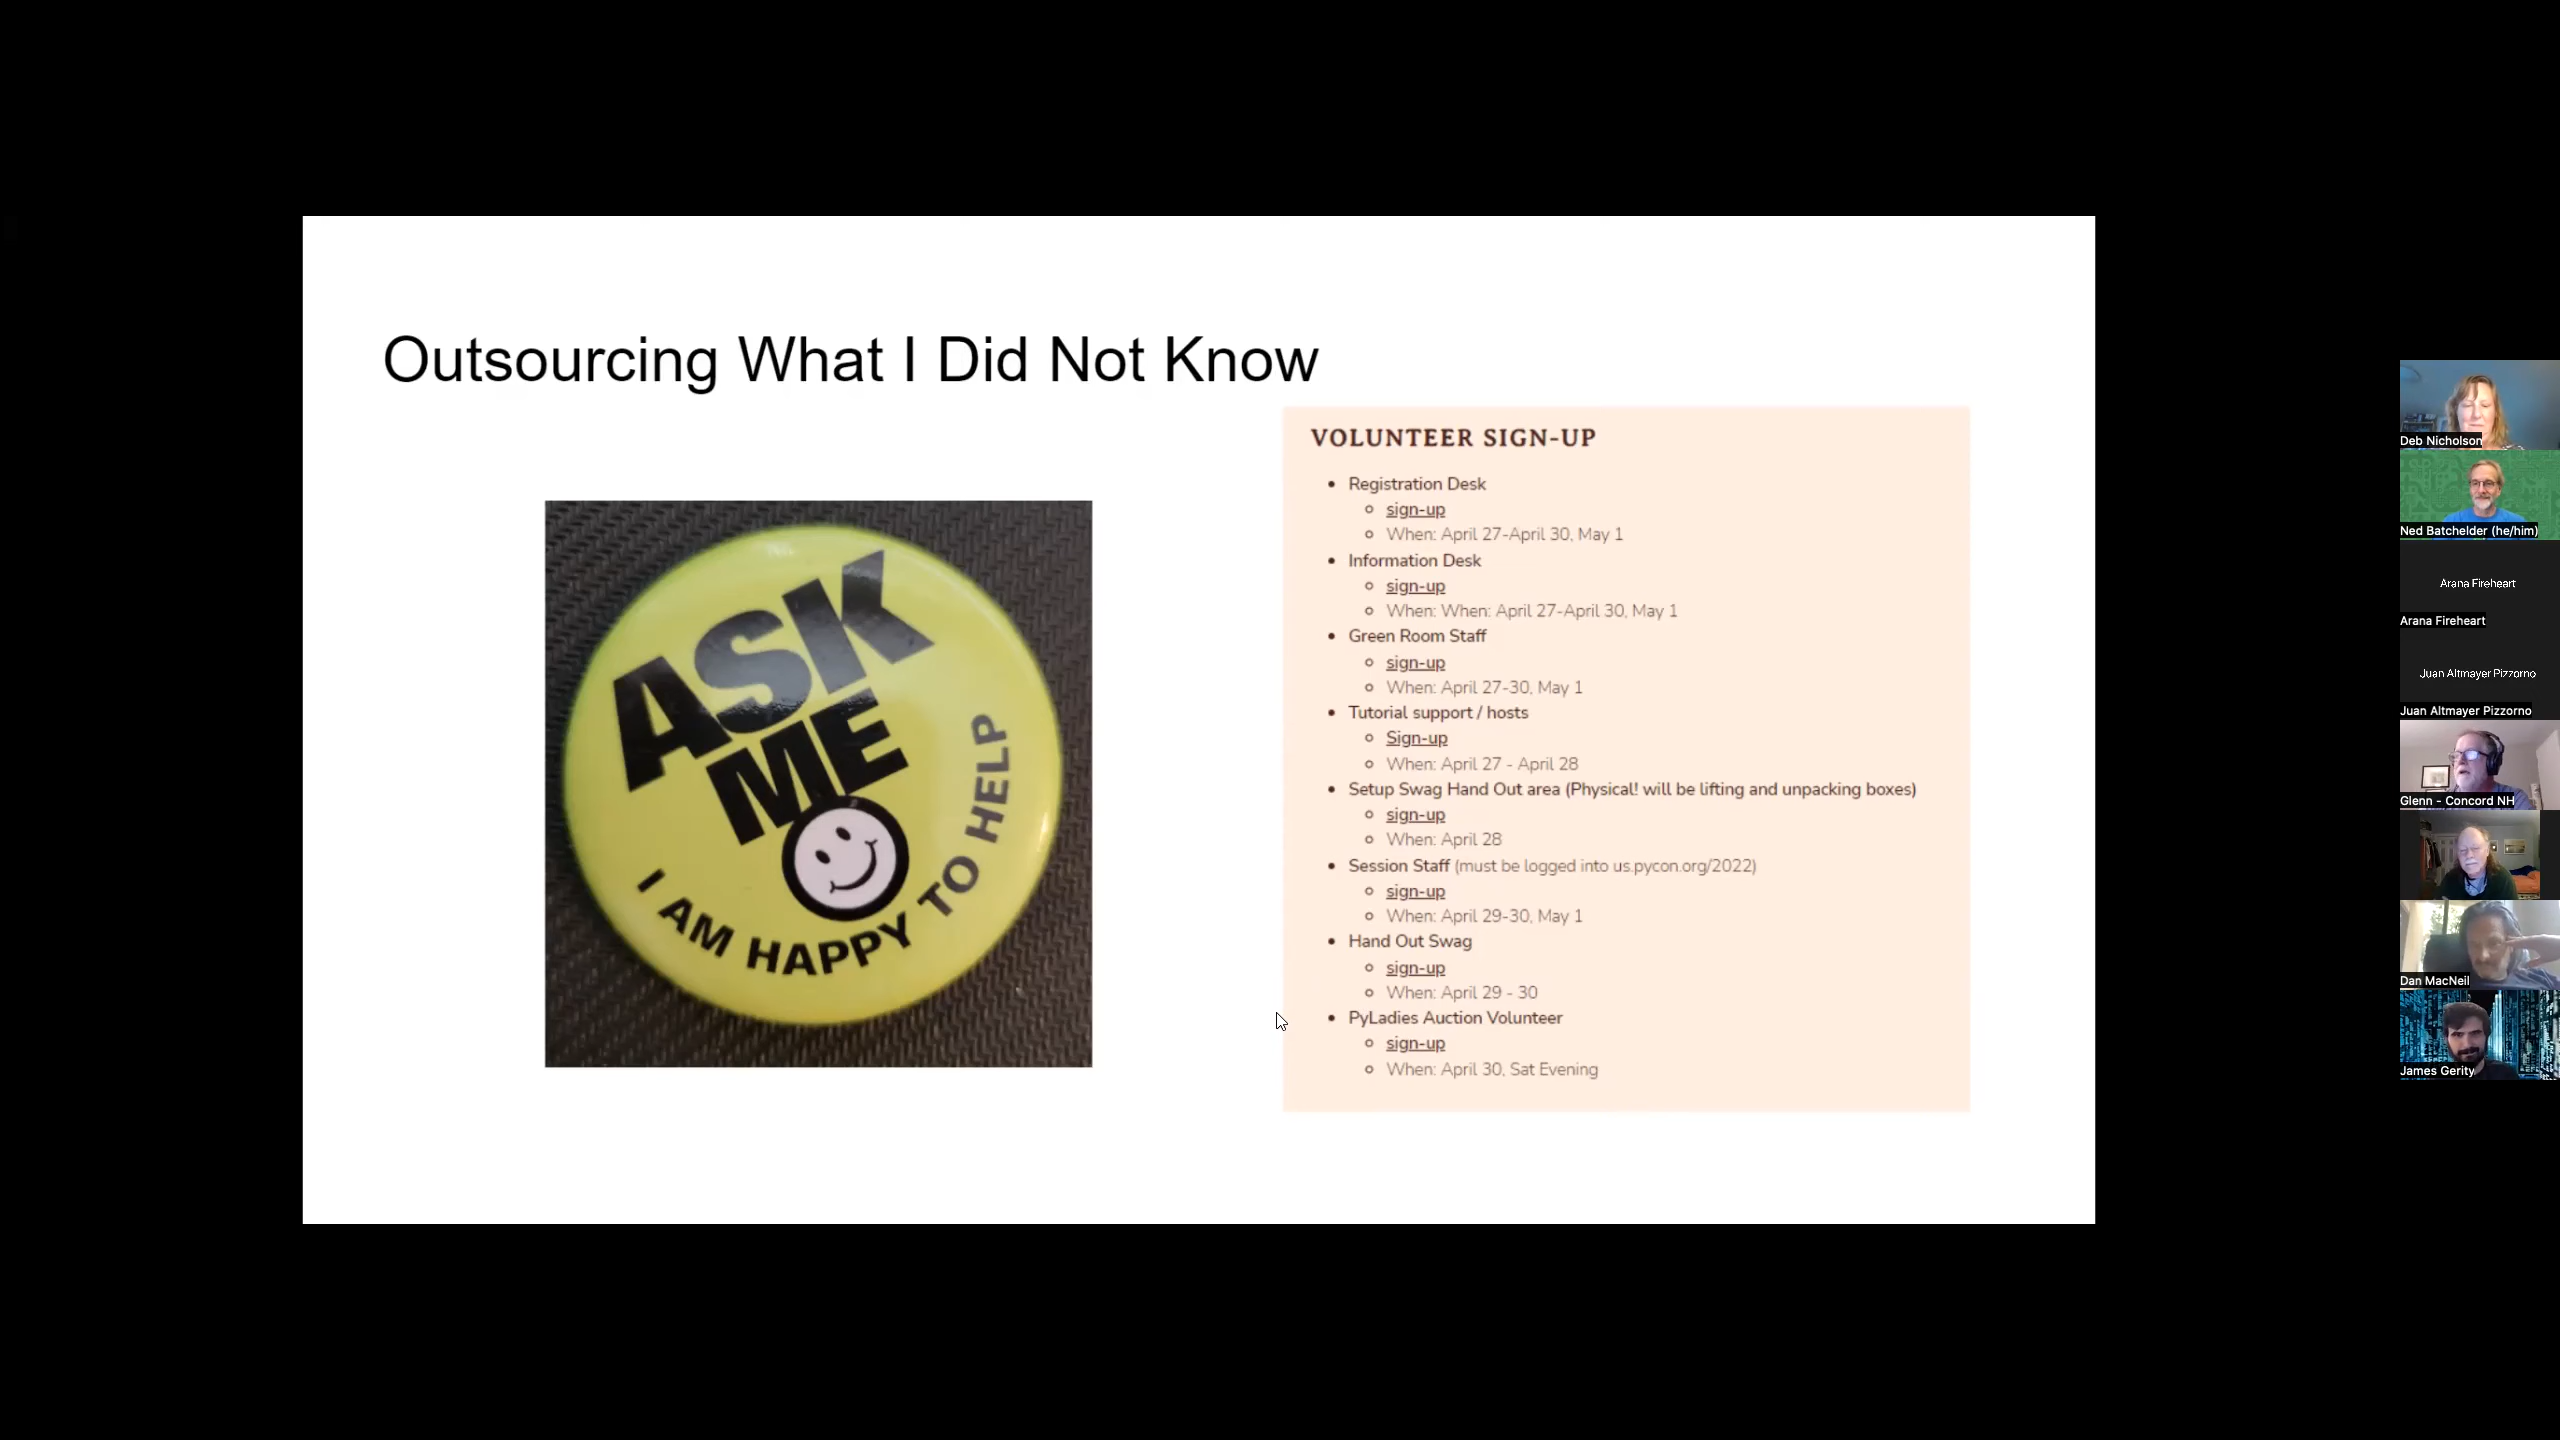 Outsourcing What I Did Not Know
ASK
ME
I AM HAPPY TO HELP
VOLUNTEER SIGN-UP
Registration Desk
sign-up
When: April 27-April 30, May 1
Information Desk
sign-up
When: When: April 27-April 30, May 1
Green Room Staff
sign-up
When: April 27-30, May 1
Tutorial support / hosts
Sign-up
When: April 27 - April 28
Setup Swag Hand Out area (Physical! will be lifting and unpacking boxes)
sign-up
When: April 28
Session Staff (must be logged into us.pycon.org/2022)
sign-up
When: April 29-30, May 1
Hand Out Swag
sign-up
When: April 29 - 30
PyLadies Auction Volunteer
sign-up
When: April 30, Sat Evening
Deb Nicholson
Ned Batchelder (he/him)
Arana Fireheart
Arana Fireheart
Juan Altmayer Pizzorno
Juan Altmayer Pizzorno
Glenn - Concord NH
Dan MacNeil
James Gerity